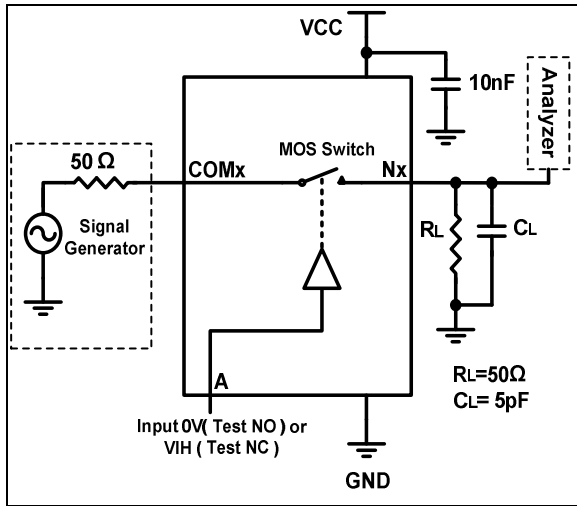 VCC
10nF
Analyzer
50 Ω
COMx
MOS Switch
Nx
Signal
Generator
RL
CL
A
RL=50Ω
CL= 5pF
Input 0V( Test NO) or
VIH ( Test NC)
GND